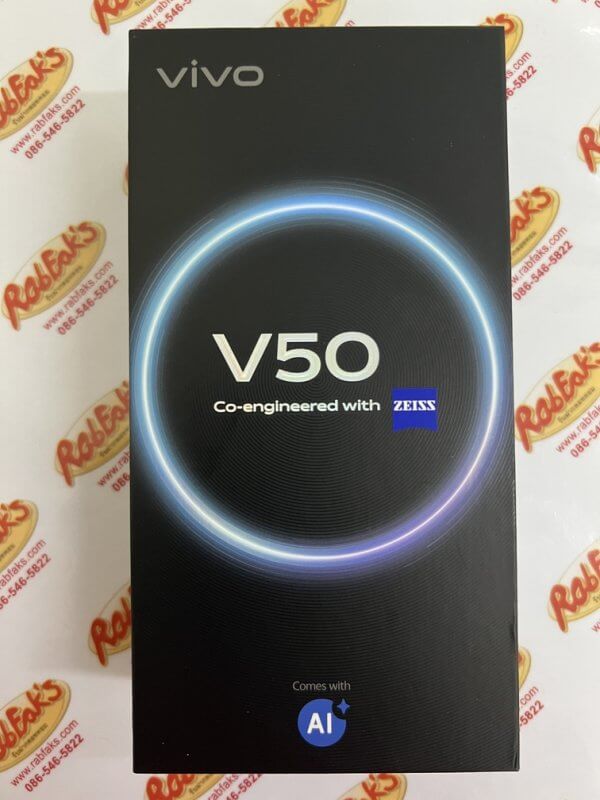 vivo
V50
Co-engineered with ZEISS
Comes with
AI
RabFak's
www.rabfaks.com
086-546-5822